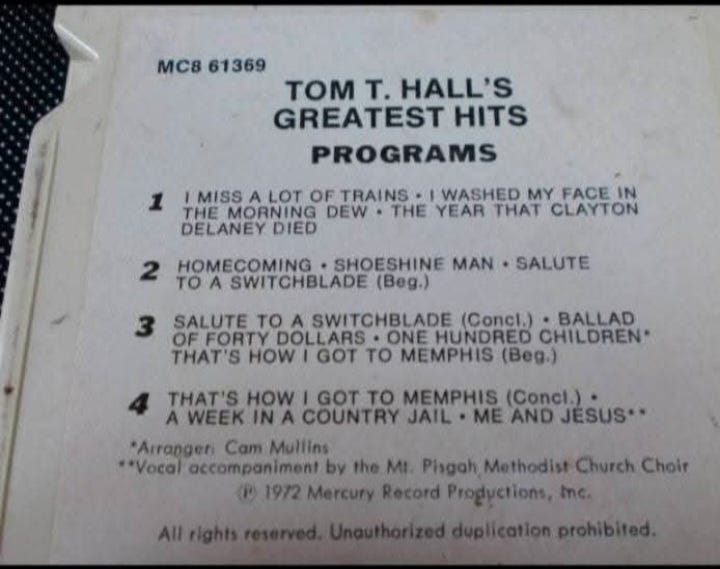 MC8 61369
TOM T. HALL'S
GREATEST HITS
PROGRAMS
1 I MISS A LOT OF TRAINS • I WASHED MY FACE IN
THE MORNING DEW • THE YEAR THAT CLAYTON
DELANEY DIED
2 HOMECOMING • SHOESHINE MAN • SALUTE
TO A SWITCHBLADE (Beg.)
3 SALUTE TO A SWITCHBLADE (Concl.) • BALLAD
OF FORTY DOLLARS • ONE HUNDRED CHILDREN*
THAT'S HOW I GOT TO MEMPHIS (Beg.)
4 THAT'S HOW I GOT TO MEMPHIS (Concl.) •
A WEEK IN A COUNTRY JAIL • ME AND JESUS**
*Arranger: Cam Mullins
**Vocal accompaniment by the Mt. Pisgah Methodist Church Choir
℗ 1972 Mercury Record Productions, Inc.
All rights reserved. Unauthorized duplication prohibited.